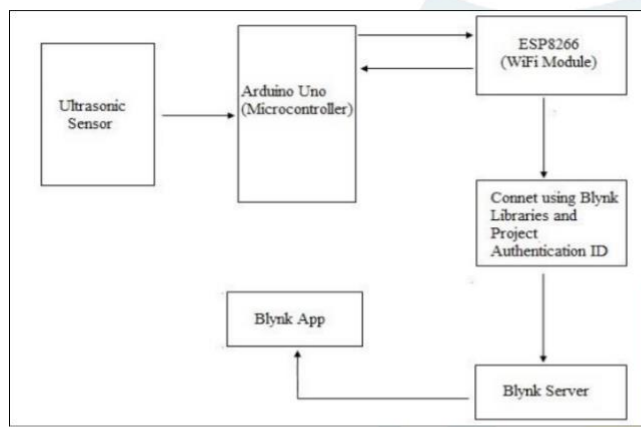 Ultrasonic
Sensor
Arduino Uno
(Microcontroller)
ESP8266
(WiFi Module)
Connet using Blynk
Libraries and
Project
Authentication ID
Blynk App
Blynk Server